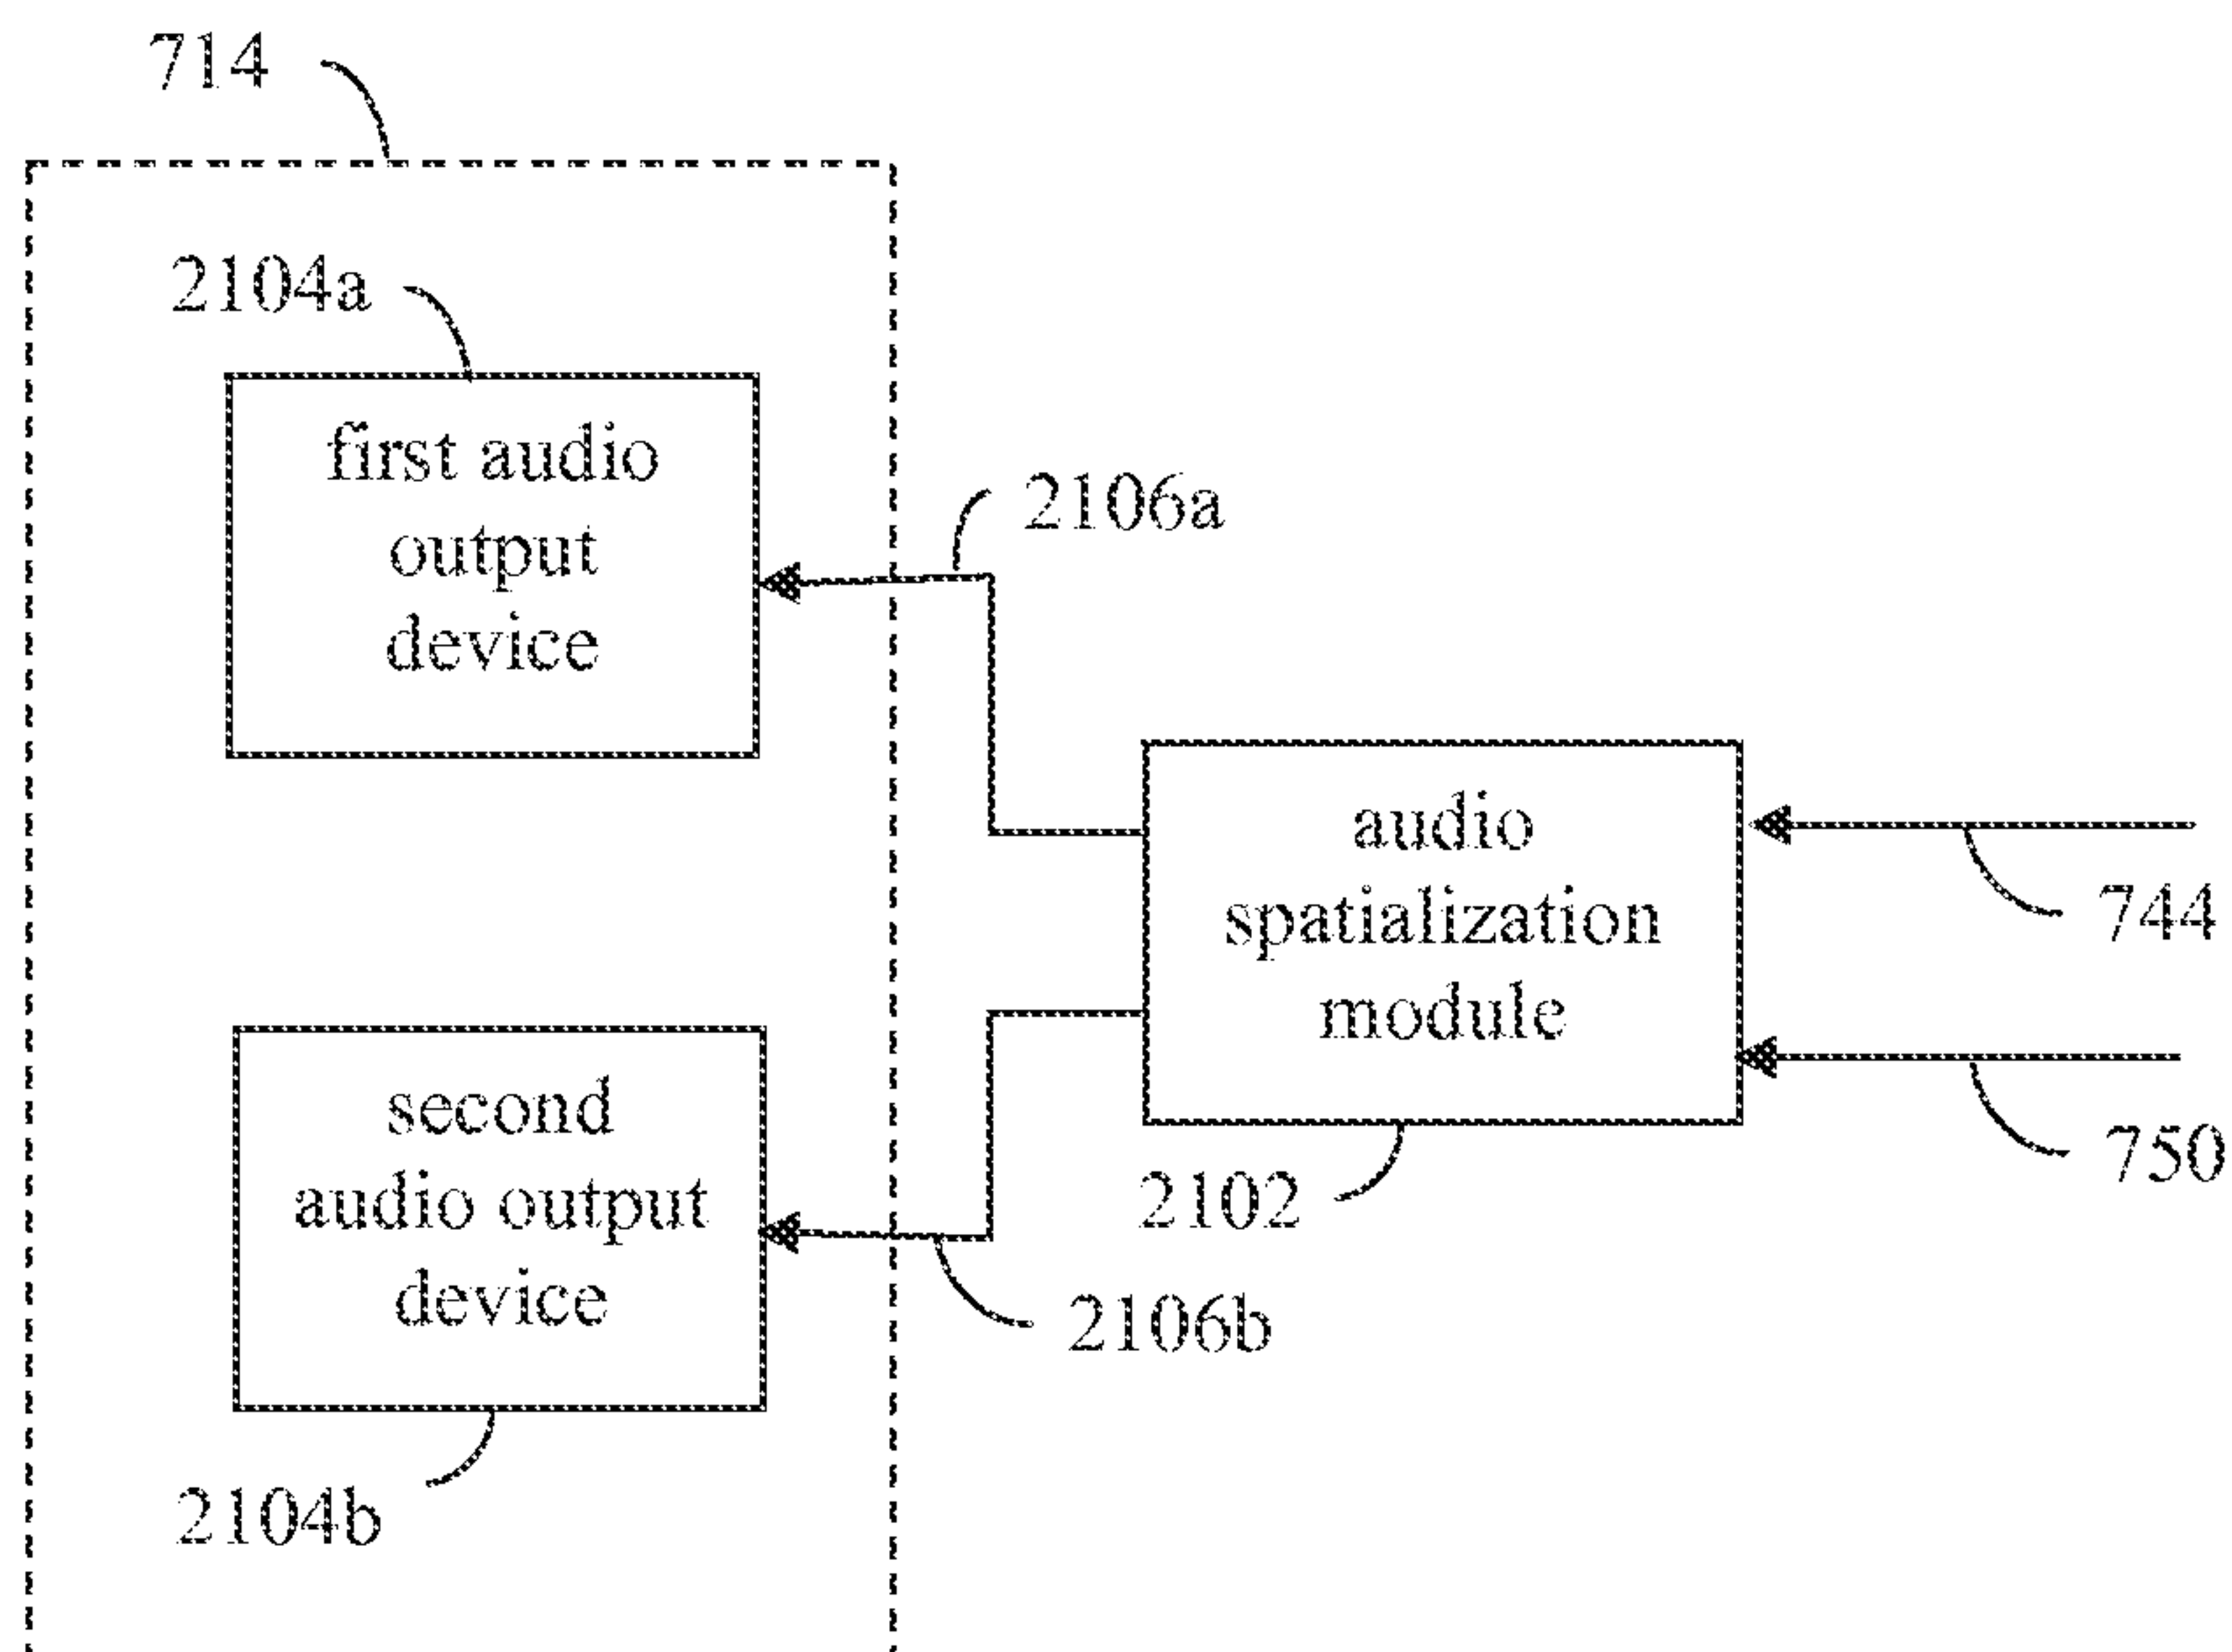 714
2104a
first audio
output
device
2106a
audio
spatialization
module
744
750
2102
second
audio output
device
2106b
2104b